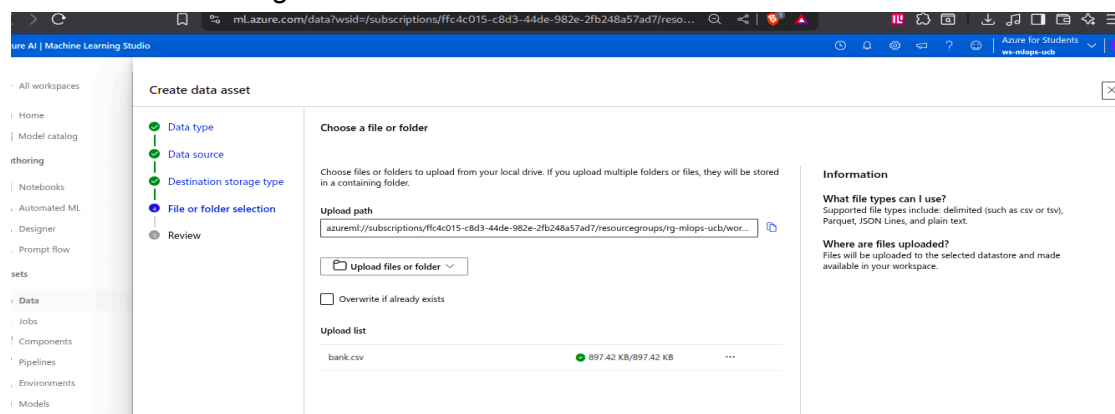 ml.azure.com/data?wsid=/subscriptions/ffc4c015-c8d3-44de-982e-2fb248a57ad7/reso...
ure AI | Machine Learning Studio
Azure for Students
ws-mlops-ucb
All workspaces
Home
Model catalog
thoring
Notebooks
Automated ML
Designer
Prompt flow
sets
Data
Jobs
Components
Pipelines
Environments
Models
Create data asset
Data type
Data source
Destination storage type
4 File or folder selection
5 Review
Choose a file or folder
Choose files or folders to upload from your local drive. If you upload multiple folders or files, they will be stored
in a containing folder.
Upload path
azureml://subscriptions/ffc4c015-c8d3-44de-982e-2fb248a57ad7/resourcegroups/rg-mlops-ucb/wor...
Upload files or folder
Overwrite if already exists
Upload list
bank.csv 897.42 KB/897.42 KB ...
Information
What file types can I use?
Supported file types include: delimited (such as csv or tsv),
Parquet, JSON Lines, and plain text.
Where are files uploaded?
Files will be uploaded to the selected datastore and made
available in your workspace.